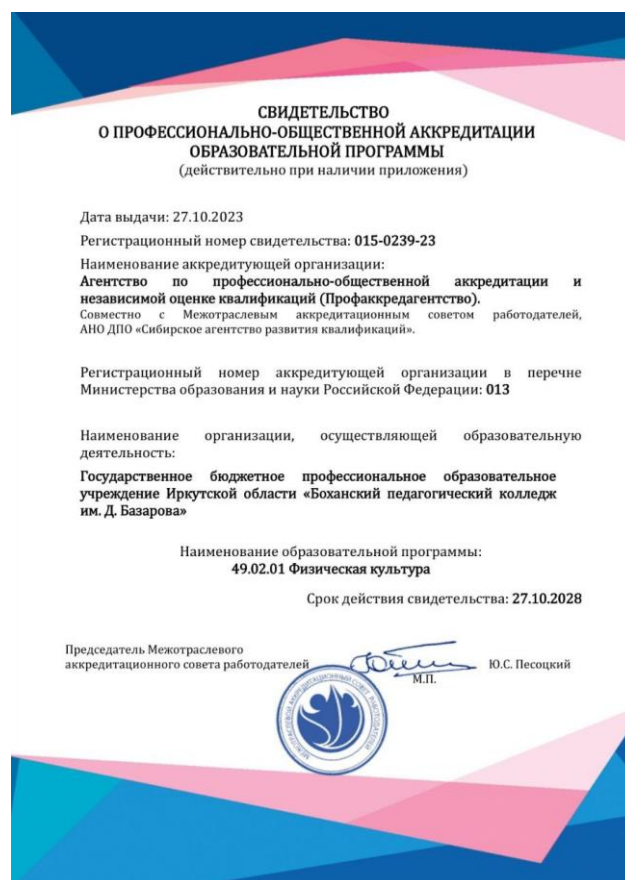 СВИДЕТЕЛЬСТВО
О ПРОФЕССИОНАЛЬНО-ОБЩЕСТВЕННОЙ АККРЕДИТАЦИИ
ОБРАЗОВАТЕЛЬНОЙ ПРОГРАММЫ
(действительно при наличии приложения)
Дата выдачи: 27.10.2023
Регистрационный номер свидетельства: 015-0239-23
Наименование аккредитующей организации:
Агентство по профессионально-общественной аккредитации и
независимой оценке квалификаций (Профаккредагентство).
Совместно с Межотраслевым аккредитационным советом работодателей,
АНО ДПО «Сибирское агентство развития квалификаций».
Регистрационный номер аккредитующей организации в перечне
Министерства образования и науки Российской Федерации: 013
Наименование организации, осуществляющей образовательную
деятельность:
Государственное бюджетное профессиональное образовательное
учреждение Иркутской области «Боханский педагогический колледж
им. Д. Базарова»
Наименование образовательной программы:
49.02.01 Физическая культура
Срок действия свидетельства: 27.10.2028
Председатель Межотраслевого
аккредитационного совета работодателей
Ю.С. Песоцкий
М.П.
МЕЖОТРАСЛЕВОЙ АККРЕДИТАЦИОННЫЙ СОВЕТ РАБОТОДАТЕЛЕЙ